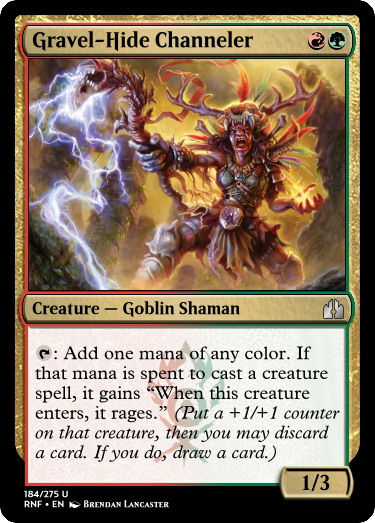 Gravel-Hide Channeler
Creature — Goblin Shaman
: Add one mana of any color. If
that mana is spent to cast a creature
spell, it gains “When this creature
enters, it rages.” (Put a +1/+1 counter
on that creature, then you may discard
a card. If you do, draw a card.)
1/3
184/275 U
RNF • EN Brendan Lancaster